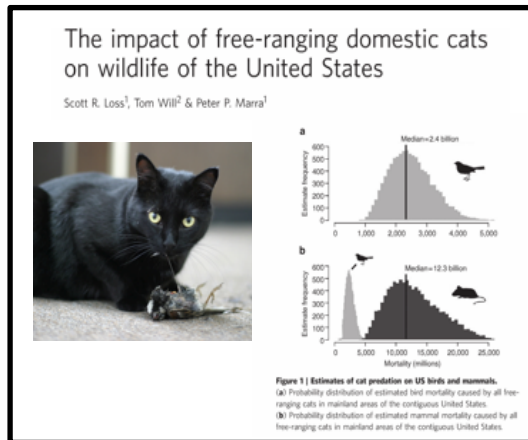 The impact of free-ranging domestic cats
on wildlife of the United States
Scott R. Loss¹, Tom Will² & Peter P. Marra¹
a
Median=2.4 billion
Estimate frequency
600
500
400
300
200
100
0
0 1,000 2,000 3,000 4,000 5,000
b
Median=12.3 billion
Estimate frequency
600
500
400
300
200
100
0
0 5,000 10,000 15,000 20,000 25,000
Mortality (millions)
Figure 1 | Estimates of cat predation on US birds and mammals.
(a) Probability distribution of estimated bird mortality caused by all free-
ranging cats in mainland areas of the contiguous United States.
(b) Probability distribution of estimated mammal mortality caused by all
free-ranging cats in mainland areas of the contiguous United States.